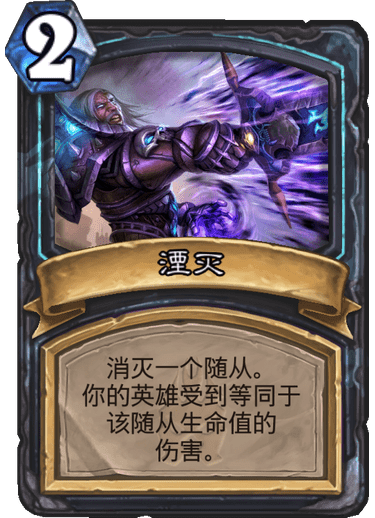 2
湮灭
消灭一个随从。
你的英雄受到等同于
该随从生命值的
伤害。